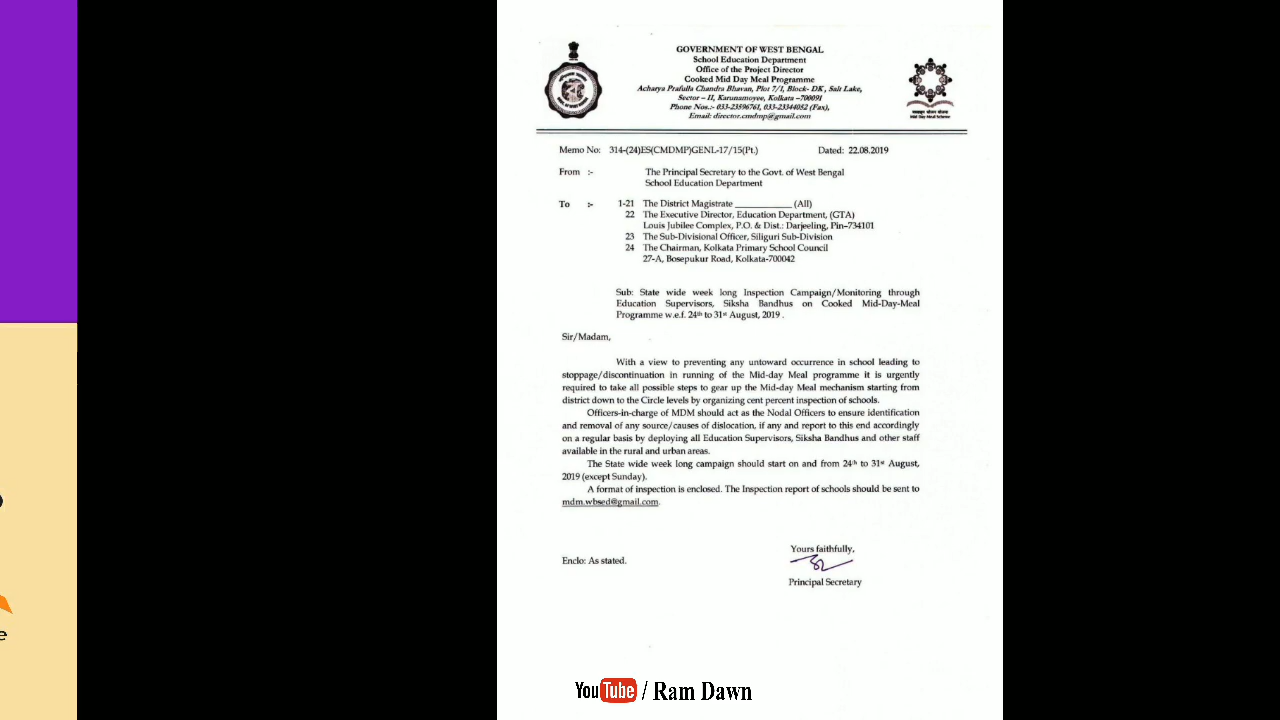 GOVERNMENT OF WEST BENGAL
School Education Department
Office of the Project Director
Cooked Mid Day Meal Programme
Acharya Prafulla Chandra Bhavan, Plot 7/1, Block- DK, Salt Lake,
Sector – II, Karunamoyee, Kolkata –700091
Phone Nos.:- 033-23596761, 033-23344052 (Fax),
Email: director.cmdmp@gmail.com
Mid Day Meal Scheme
Memo No: 314-(24)ES(CMDMP)GENL-17/15(Pt.) Dated: 22.08.2019
From :- The Principal Secretary to the Govt. of West Bengal
School Education Department
To :- 1-21 The District Magistrate ____________ (All)
22 The Executive Director, Education Department, (GTA)
Louis Jubilee Complex, P.O. & Dist.: Darjeeling, Pin–734101
23 The Sub-Divisional Officer, Siliguri Sub-Division
24 The Chairman, Kolkata Primary School Council
27-A, Bosepukur Road, Kolkata-700042
Sub: State wide week long Inspection Campaign/Monitoring through
Education Supervisors, Siksha Bandhus on Cooked Mid-Day-Meal
Programme w.e.f. 24th to 31st August, 2019 .
Sir/Madam,
With a view to preventing any untoward occurrence in school leading to
stoppage/discontinuation in running of the Mid-day Meal programme it is urgently
required to take all possible steps to gear up the Mid-day Meal mechanism starting from
district down to the Circle levels by organizing cent percent inspection of schools.
Officers-in-charge of MDM should act as the Nodal Officers to ensure identification
and removal of any source/causes of dislocation, if any and report to this end accordingly
on a regular basis by deploying all Education Supervisors, Siksha Bandhus and other staff
available in the rural and urban areas.
The State wide week long campaign should start on and from 24th to 31st August,
2019 (except Sunday).
A format of inspection is enclosed. The Inspection report of schools should be sent to
mdm.wbsed@gmail.com.
Yours faithfully,
Enclo: As stated.
Principal Secretary
YouTube / Ram Dawn
e